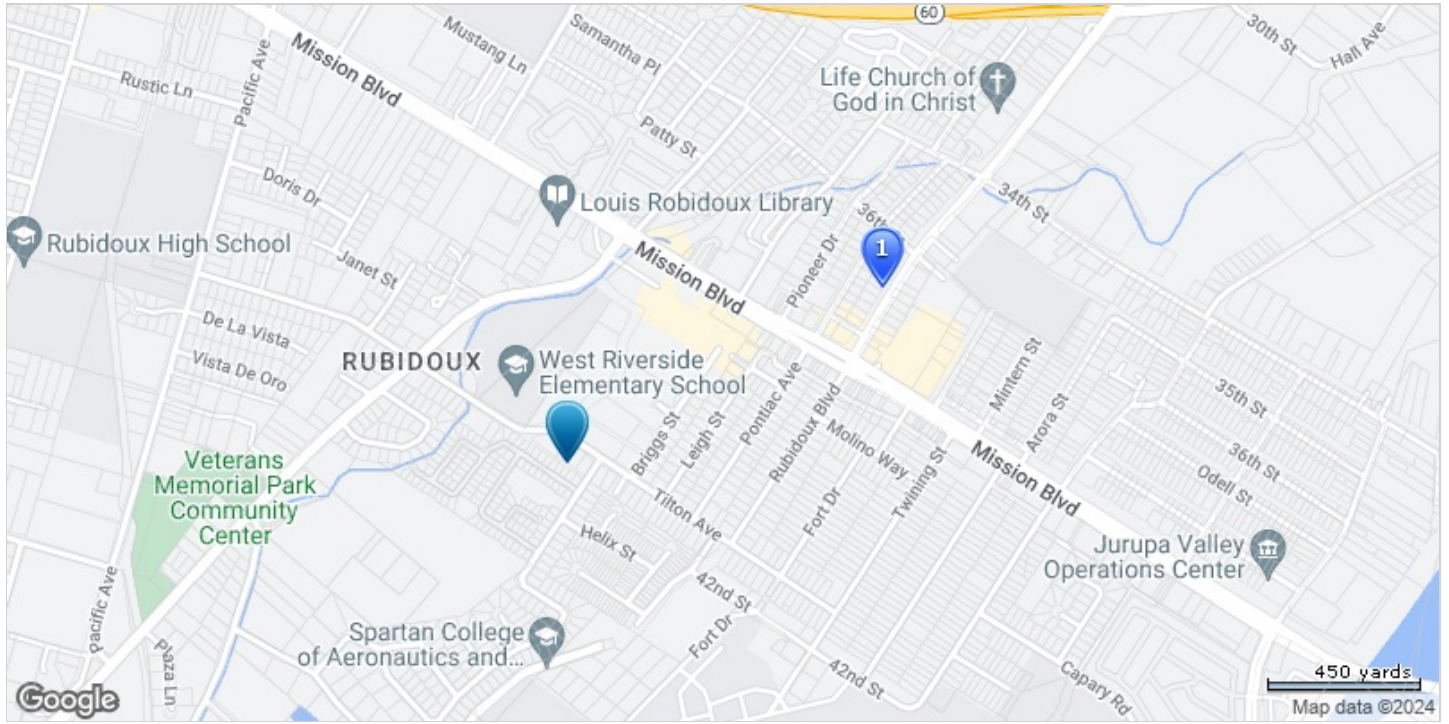 60
Mission Blvd
Mustang Ln
Samantha Pl
30th St
Hall Ave
Rustic Ln
Pacific Ave
Life Church of
God in Christ
Patty St
Doris Dr
Louis Robidoux Library
34th St
36th
Rubidoux High School
Janet St
Mission Blvd
Pioneer Dr
1
De La Vista
Vista De Oro
RUBIDOUX
West Riverside
Elementary School
Mintern St
35th St
Briggs St
Leigh St
Pontiac Ave
Rubidoux Blvd
Molino Way
Arora St
36th St
Odell St
Veterans
Memorial Park
Community
Center
Tilton Ave
Fort Dr
Twining St
Mission Blvd
Helix St
Jurupa Valley
Operations Center
42nd St
Pacific Ave
Plaza Ln
Spartan College
of Aeronautics and...
Fort Dr
42nd St
Capary Rd
450 yards
Google
Map data ©2024